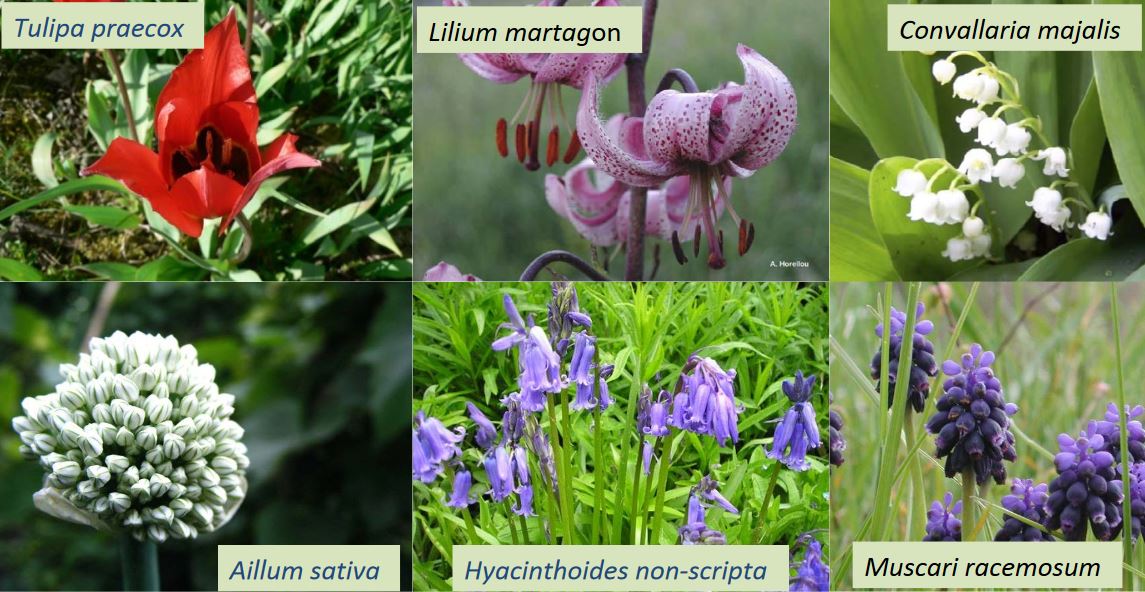 Tulipa praecox
Lilium martagon
Convallaria majalis
A. Horellou
Aillum sativa
Hyacinthoides non-scripta
Muscari racemosum